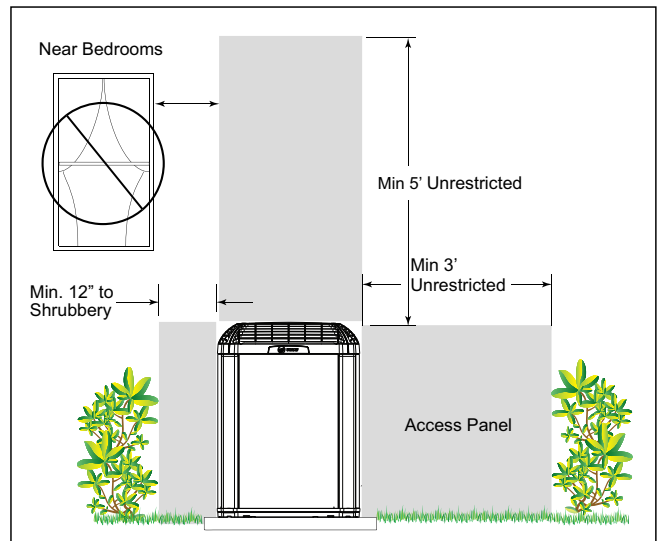 Near Bedrooms
Min 5’ Unrestricted
Min 3’
Unrestricted
Min. 12” to
Shrubbery
Access Panel